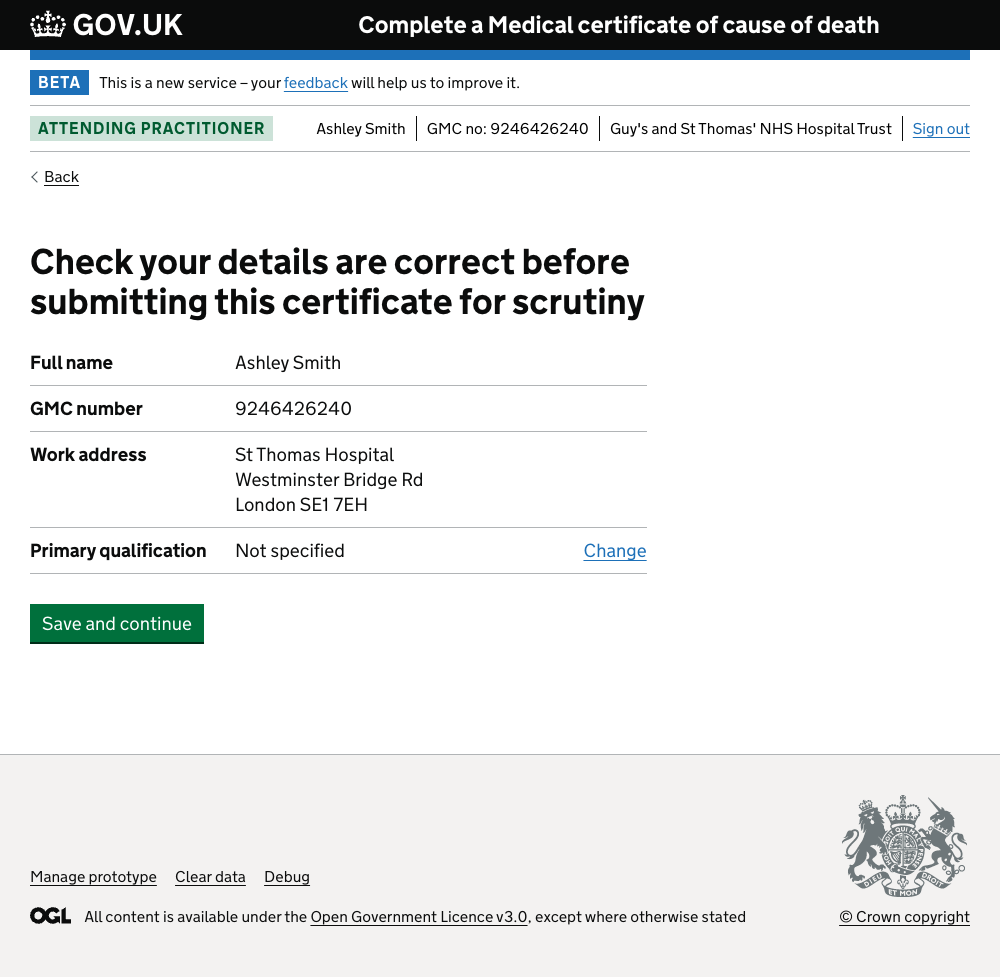 GOV.UK
Complete a Medical certificate of cause of death
BETA
This is a new service – your feedback will help us to improve it.
ATTENDING PRACTITIONER
Ashley Smith
GMC no: 9246426240
Guy's and St Thomas' NHS Hospital Trust
Sign out
Back
Check your details are correct before
submitting this certificate for scrutiny
Full name
Ashley Smith
GMC number
9246426240
Work address
St Thomas Hospital
Westminster Bridge Rd
London SE1 7EH
Primary qualification
Not specified
Change
Save and continue
Manage prototype
Clear data
Debug
OGL
All content is available under the Open Government Licence v3.0, except where otherwise stated
DIEU ET MON DROIT
© Crown copyright